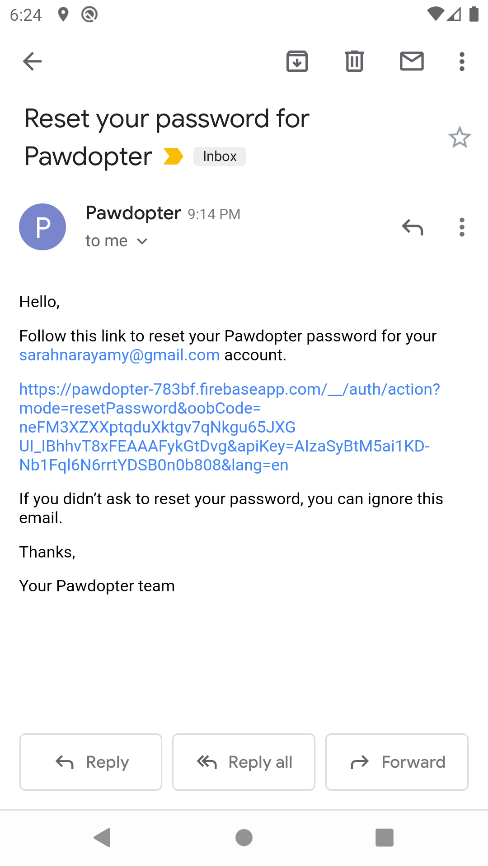 6:24
Reset your password for
Pawdopter
Inbox
P
Pawdopter 9:14 PM
to me
Hello,
Follow this link to reset your Pawdopter password for your
sarahnarayamy@gmail.com account.
https://pawdopter-783bf.firebaseapp.com/__/auth/action?
mode=resetPassword&oobCode=
neFM3XZXXptqduXktgv7qNkgu65JXG
UI_IBhhvT8xFEAAAFykGtDvg&apiKey=AIzaSyBtM5ai1KD-
Nb1Fql6N6rrtYDSB0n0b808&lang=en
If you didn’t ask to reset your password, you can ignore this
email.
Thanks,
Your Pawdopter team
Reply
Reply all
Forward